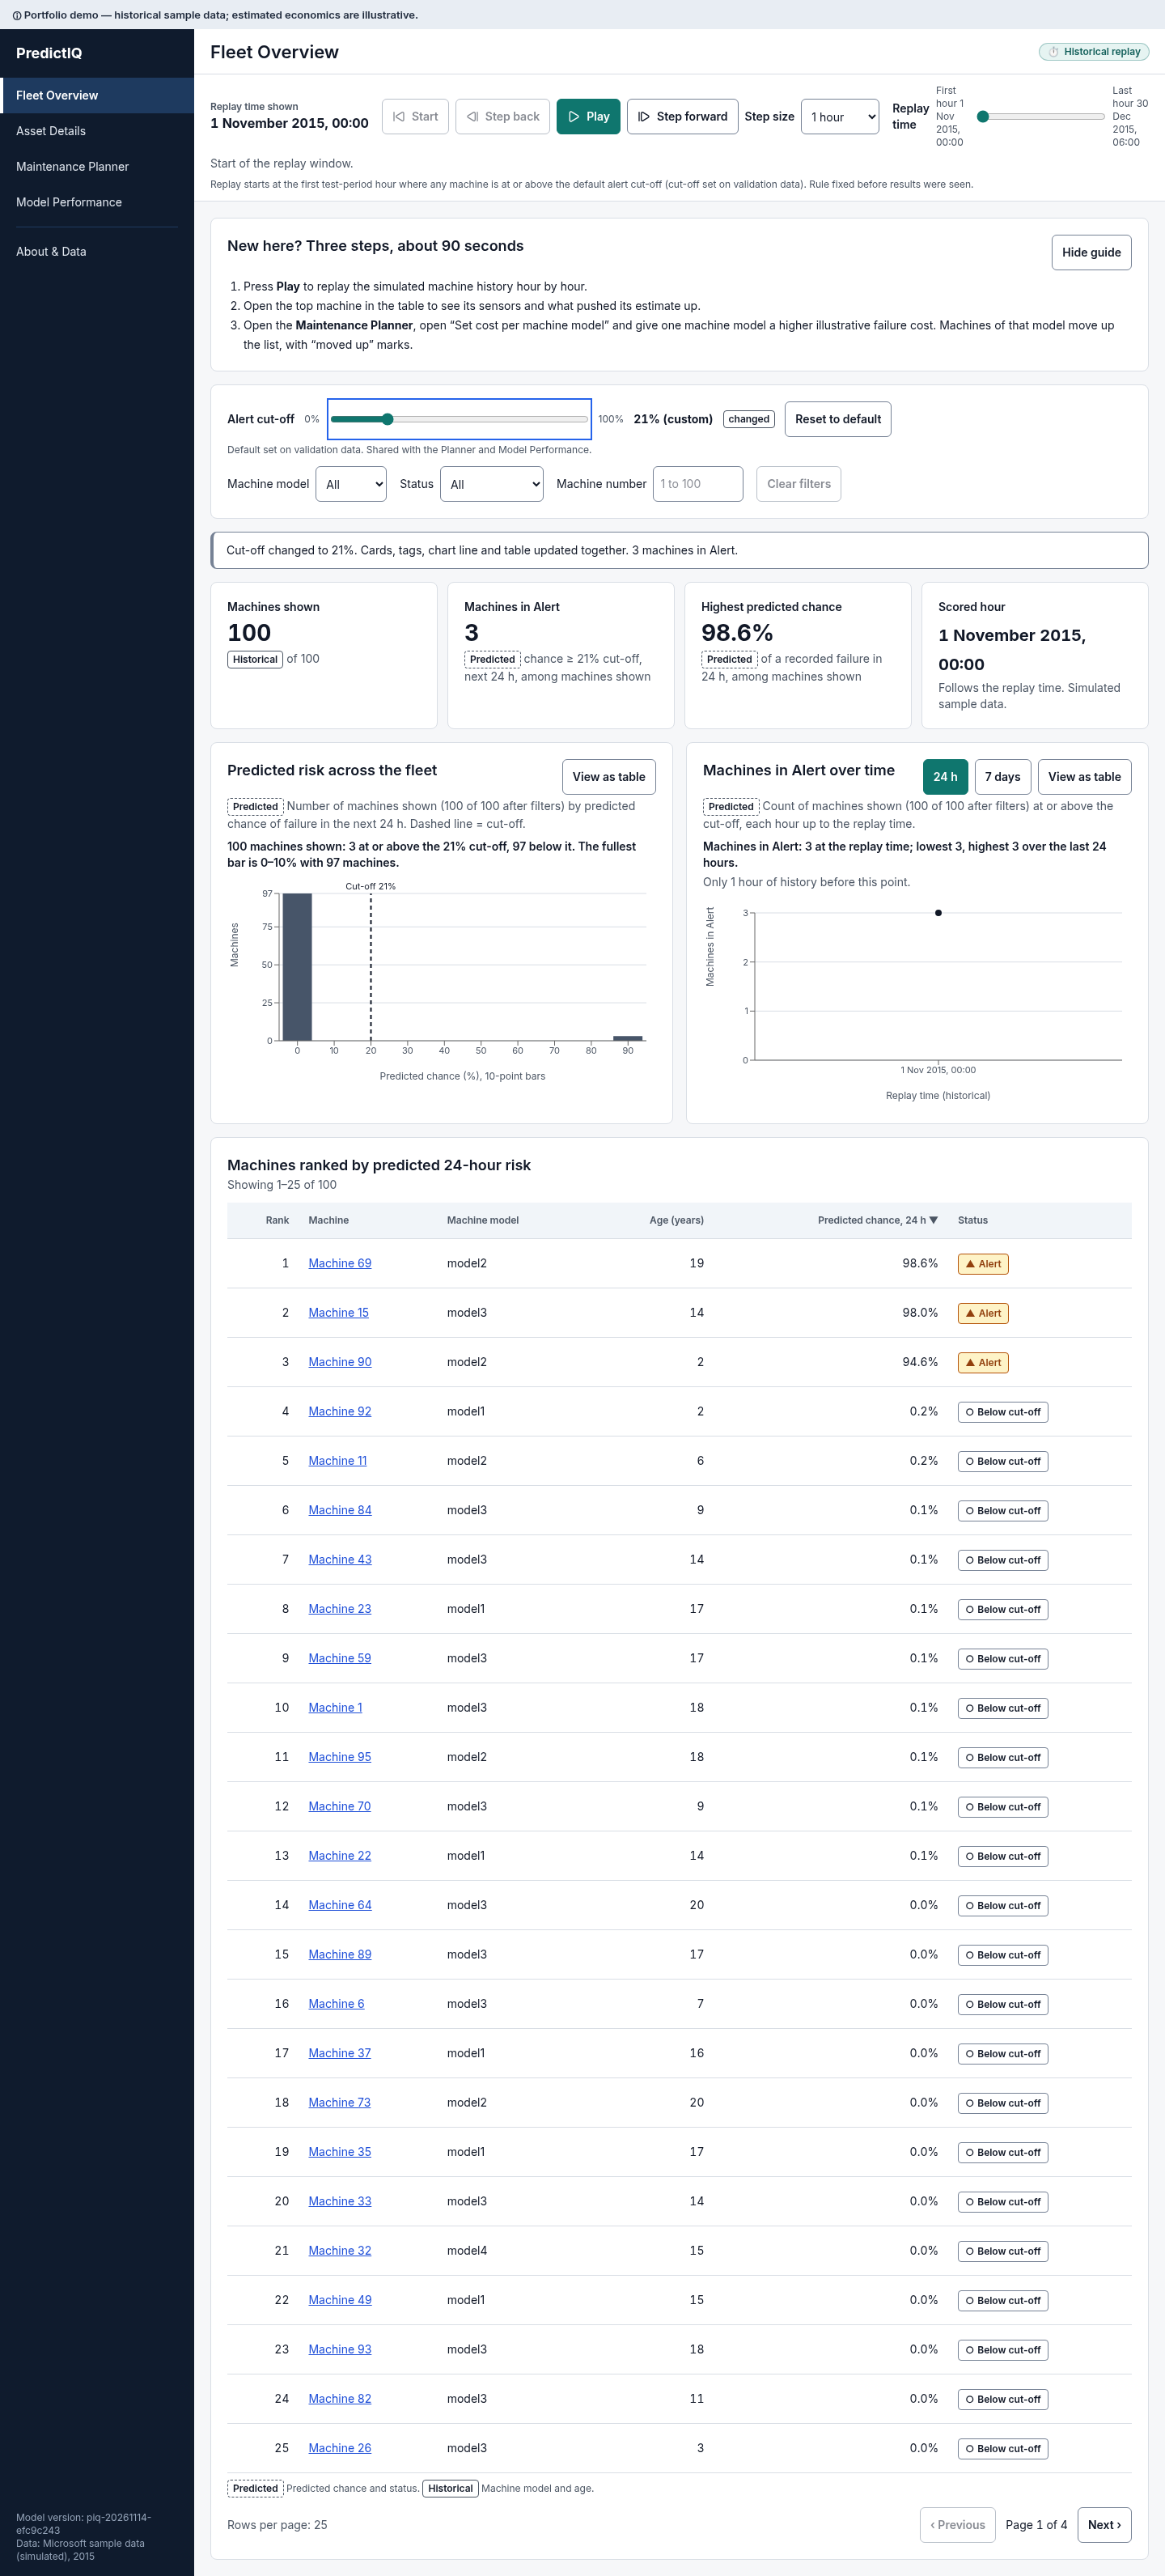 Portfolio demo — historical sample data; estimated economics are illustrative.
PredictIQ
Fleet Overview
Asset Details
Maintenance Planner
Model Performance
About & Data
Model version: piq-20261114-
efc9c243
Data: Microsoft sample data
(simulated), 2015
Fleet Overview
Historical replay
Replay time shown
1 November 2015, 00:00
Start
Step back
Play
Step forward
Step size
1 hour
Replay
time
First
hour 1
Nov
2015,
00:00
Last
hour 30
Dec
2015,
06:00
Start of the replay window.
Replay starts at the first test-period hour where any machine is at or above the default alert cut-off (cut-off set on validation data). Rule fixed before results were seen.
New here? Three steps, about 90 seconds
Hide guide
1. Press Play to replay the simulated machine history hour by hour.
2. Open the top machine in the table to see its sensors and what pushed its estimate up.
3. Open the Maintenance Planner, open “Set cost per machine model” and give one machine model a higher illustrative failure cost. Machines of that model move up
the list, with “moved up” marks.
Alert cut-off 0% 100% 21% (custom) changed Reset to default
Default set on validation data. Shared with the Planner and Model Performance.
Machine model All Status All Machine number 1 to 100 Clear filters
Cut-off changed to 21%. Cards, tags, chart line and table updated together. 3 machines in Alert.
Machines shown
100
Historical of 100
Machines in Alert
3
Predicted chance ≥ 21% cut-off,
next 24 h, among machines shown
Highest predicted chance
98.6%
Predicted of a recorded failure in
24 h, among machines shown
Scored hour
1 November 2015,
00:00
Follows the replay time. Simulated
sample data.
Predicted risk across the fleet
View as table
Predicted Number of machines shown (100 of 100 after filters) by predicted
chance of failure in the next 24 h. Dashed line = cut-off.
100 machines shown: 3 at or above the 21% cut-off, 97 below it. The fullest
bar is 0–10% with 97 machines.
Cut-off 21%
Machines
97
75
50
25
0
0 10 20 30 40 50 60 70 80 90
Predicted chance (%), 10-point bars
Machines in Alert over time
24 h
7 days
View as table
Predicted Count of machines shown (100 of 100 after filters) at or above the
cut-off, each hour up to the replay time.
Machines in Alert: 3 at the replay time; lowest 3, highest 3 over the last 24
hours.
Only 1 hour of history before this point.
Machines in Alert
3
2
1
0
1 Nov 2015, 00:00
Replay time (historical)
Machines ranked by predicted 24-hour risk
Showing 1–25 of 100
Rank Machine Machine model Age (years) Predicted chance, 24 h ▼ Status
1 Machine 69 model2 19 98.6% ▲ Alert
2 Machine 15 model3 14 98.0% ▲ Alert
3 Machine 90 model2 2 94.6% ▲ Alert
4 Machine 92 model1 2 0.2% Below cut-off
5 Machine 11 model2 6 0.2% Below cut-off
6 Machine 84 model3 9 0.1% Below cut-off
7 Machine 43 model3 14 0.1% Below cut-off
8 Machine 23 model1 17 0.1% Below cut-off
9 Machine 59 model3 17 0.1% Below cut-off
10 Machine 1 model3 18 0.1% Below cut-off
11 Machine 95 model2 18 0.1% Below cut-off
12 Machine 70 model3 9 0.1% Below cut-off
13 Machine 22 model1 14 0.1% Below cut-off
14 Machine 64 model3 20 0.0% Below cut-off
15 Machine 89 model3 17 0.0% Below cut-off
16 Machine 6 model3 7 0.0% Below cut-off
17 Machine 37 model1 16 0.0% Below cut-off
18 Machine 73 model2 20 0.0% Below cut-off
19 Machine 35 model1 17 0.0% Below cut-off
20 Machine 33 model3 14 0.0% Below cut-off
21 Machine 32 model4 15 0.0% Below cut-off
22 Machine 49 model1 15 0.0% Below cut-off
23 Machine 93 model3 18 0.0% Below cut-off
24 Machine 82 model3 11 0.0% Below cut-off
25 Machine 26 model3 3 0.0% Below cut-off
Predicted Predicted chance and status. Historical Machine model and age.
Rows per page: 25
‹ Previous Page 1 of 4 Next ›